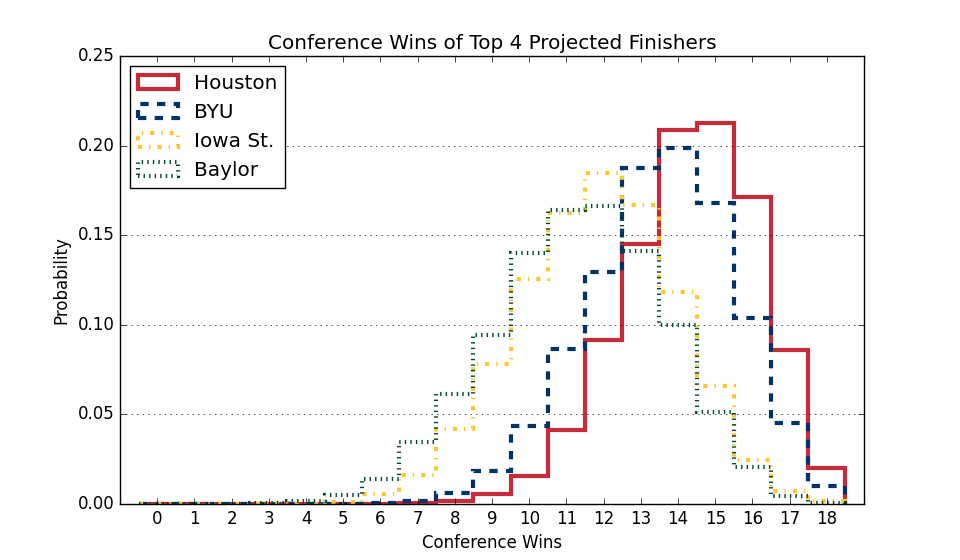 Conference Wins of Top 4 Projected Finishers
0.25
0.20
0.15
0.10
0.05
0.00
Probability
Houston
BYU
Iowa St.
Baylor
0 1 2 3 4 5 6 7 8 9 10 11 12 13 14 15 16 17 18
Conference Wins